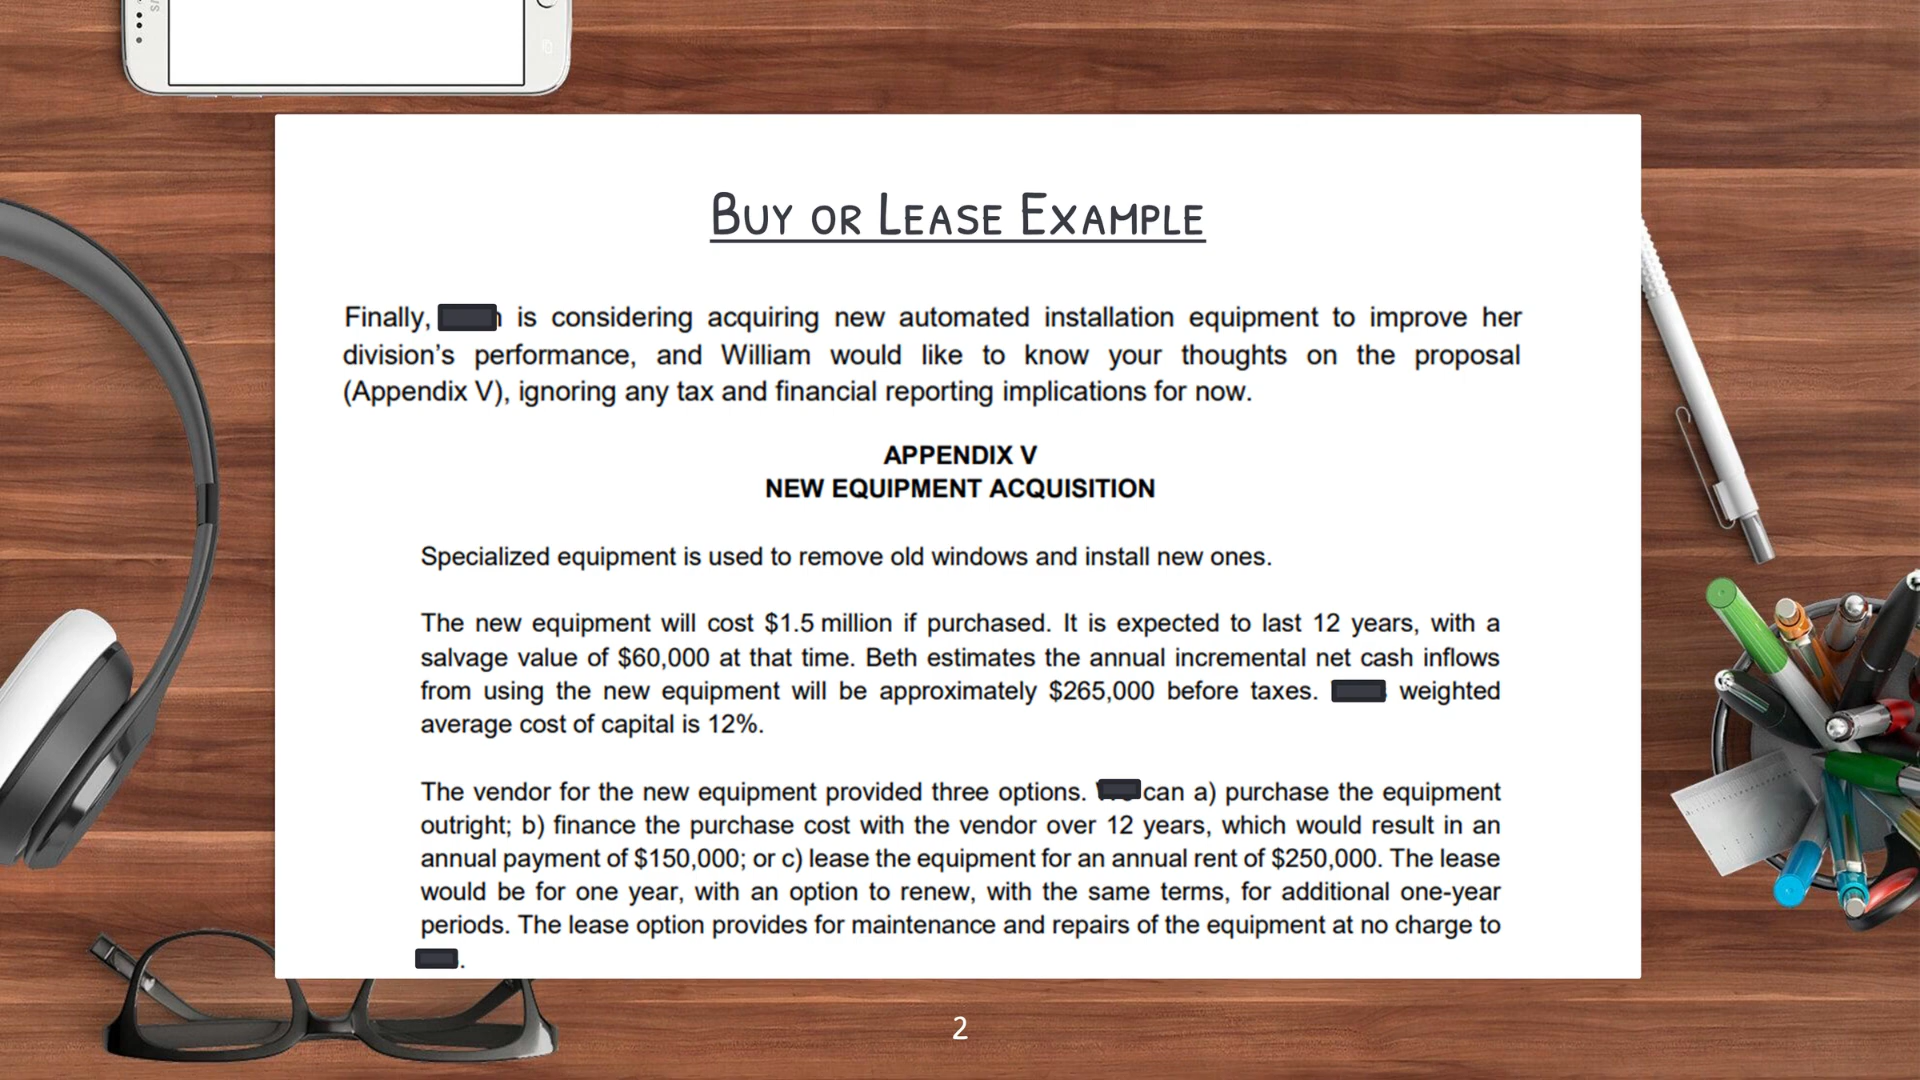 BUY OR LEASE EXAMPLE
Finally, is considering acquiring new automated installation equipment to improve her
division's performance, and William would like to know your thoughts on the proposal
(Appendix V), ignoring any tax and financial reporting implications for now.
APPENDIX V
NEW EQUIPMENT ACQUISITION
Specialized equipment is used to remove old windows and install new ones.
The new equipment will cost $1.5 million if purchased. It is expected to last 12 years, with a
salvage value of $60,000 at that time. Beth estimates the annual incremental net cash inflows
from using the new equipment will be approximately $265,000 before taxes. weighted
average cost of capital is 12%.
The vendor for the new equipment provided three options. can a) purchase the equipment
outright; b) finance the purchase cost with the vendor over 12 years, which would result in an
annual payment of $150,000; or c) lease the equipment for an annual rent of $250,000. The lease
would be for one year, with an option to renew, with the same terms, for additional one-year
periods. The lease option provides for maintenance and repairs of the equipment at no charge to
.
2